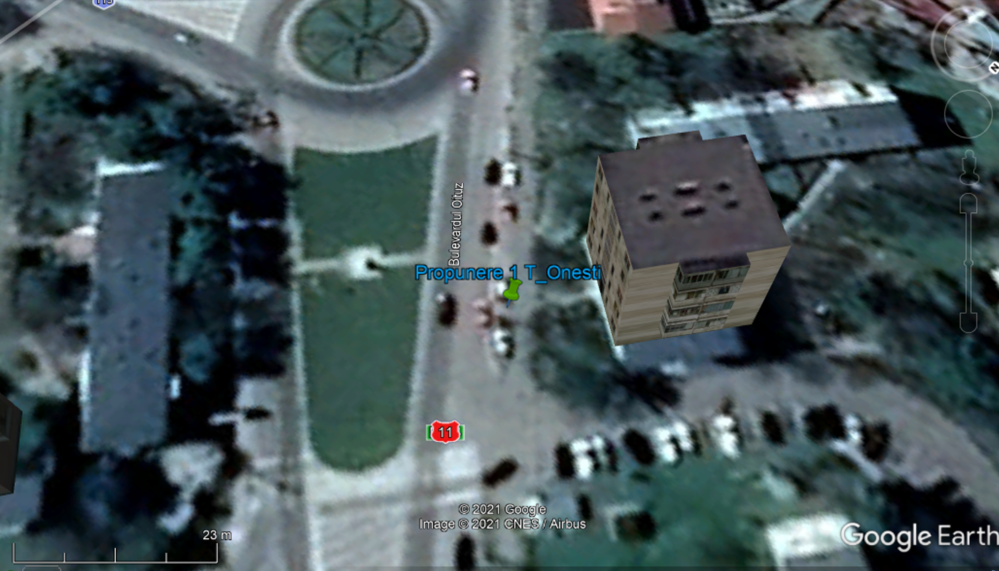 Bulevardul Oituz
Propunere 1 T_Onesti
11
© 2021 Google
Image © 2021 CNES / Airbus
23 m
Google Earth
N